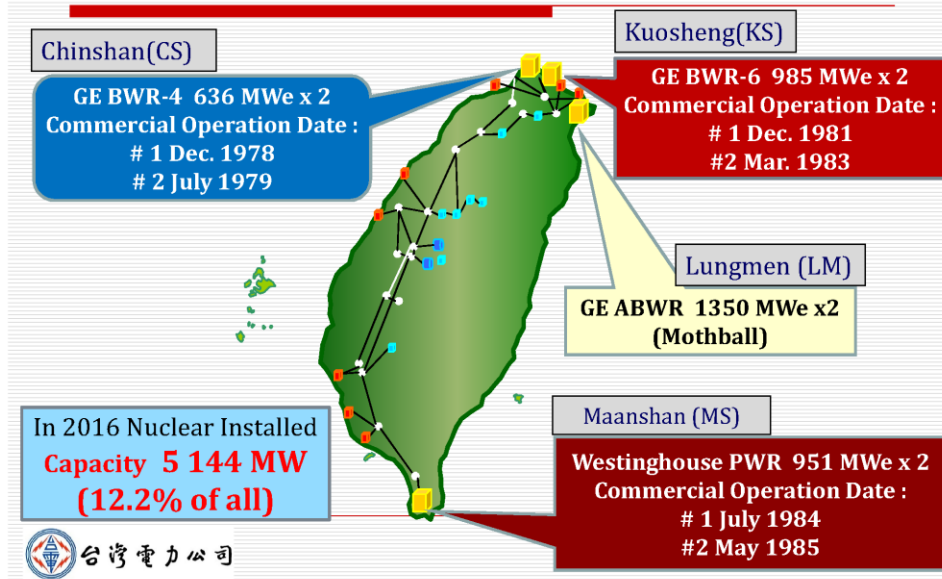 Chinshan(CS)
GE BWR-4 636 MWe x 2
Commercial Operation Date :
# 1 Dec. 1978
# 2 July 1979
Kuosheng(KS)
GE BWR-6 985 MWe x 2
Commercial Operation Date :
# 1 Dec. 1981
#2 Mar. 1983
Lungmen (LM)
GE ABWR 1350 MWe x2
(Mothball)
In 2016 Nuclear Installed
Capacity 5 144 MW
(12.2% of all)
Maanshan (MS)
Westinghouse PWR 951 MWe x 2
Commercial Operation Date :
# 1 July 1984
#2 May 1985
台灣電力公司